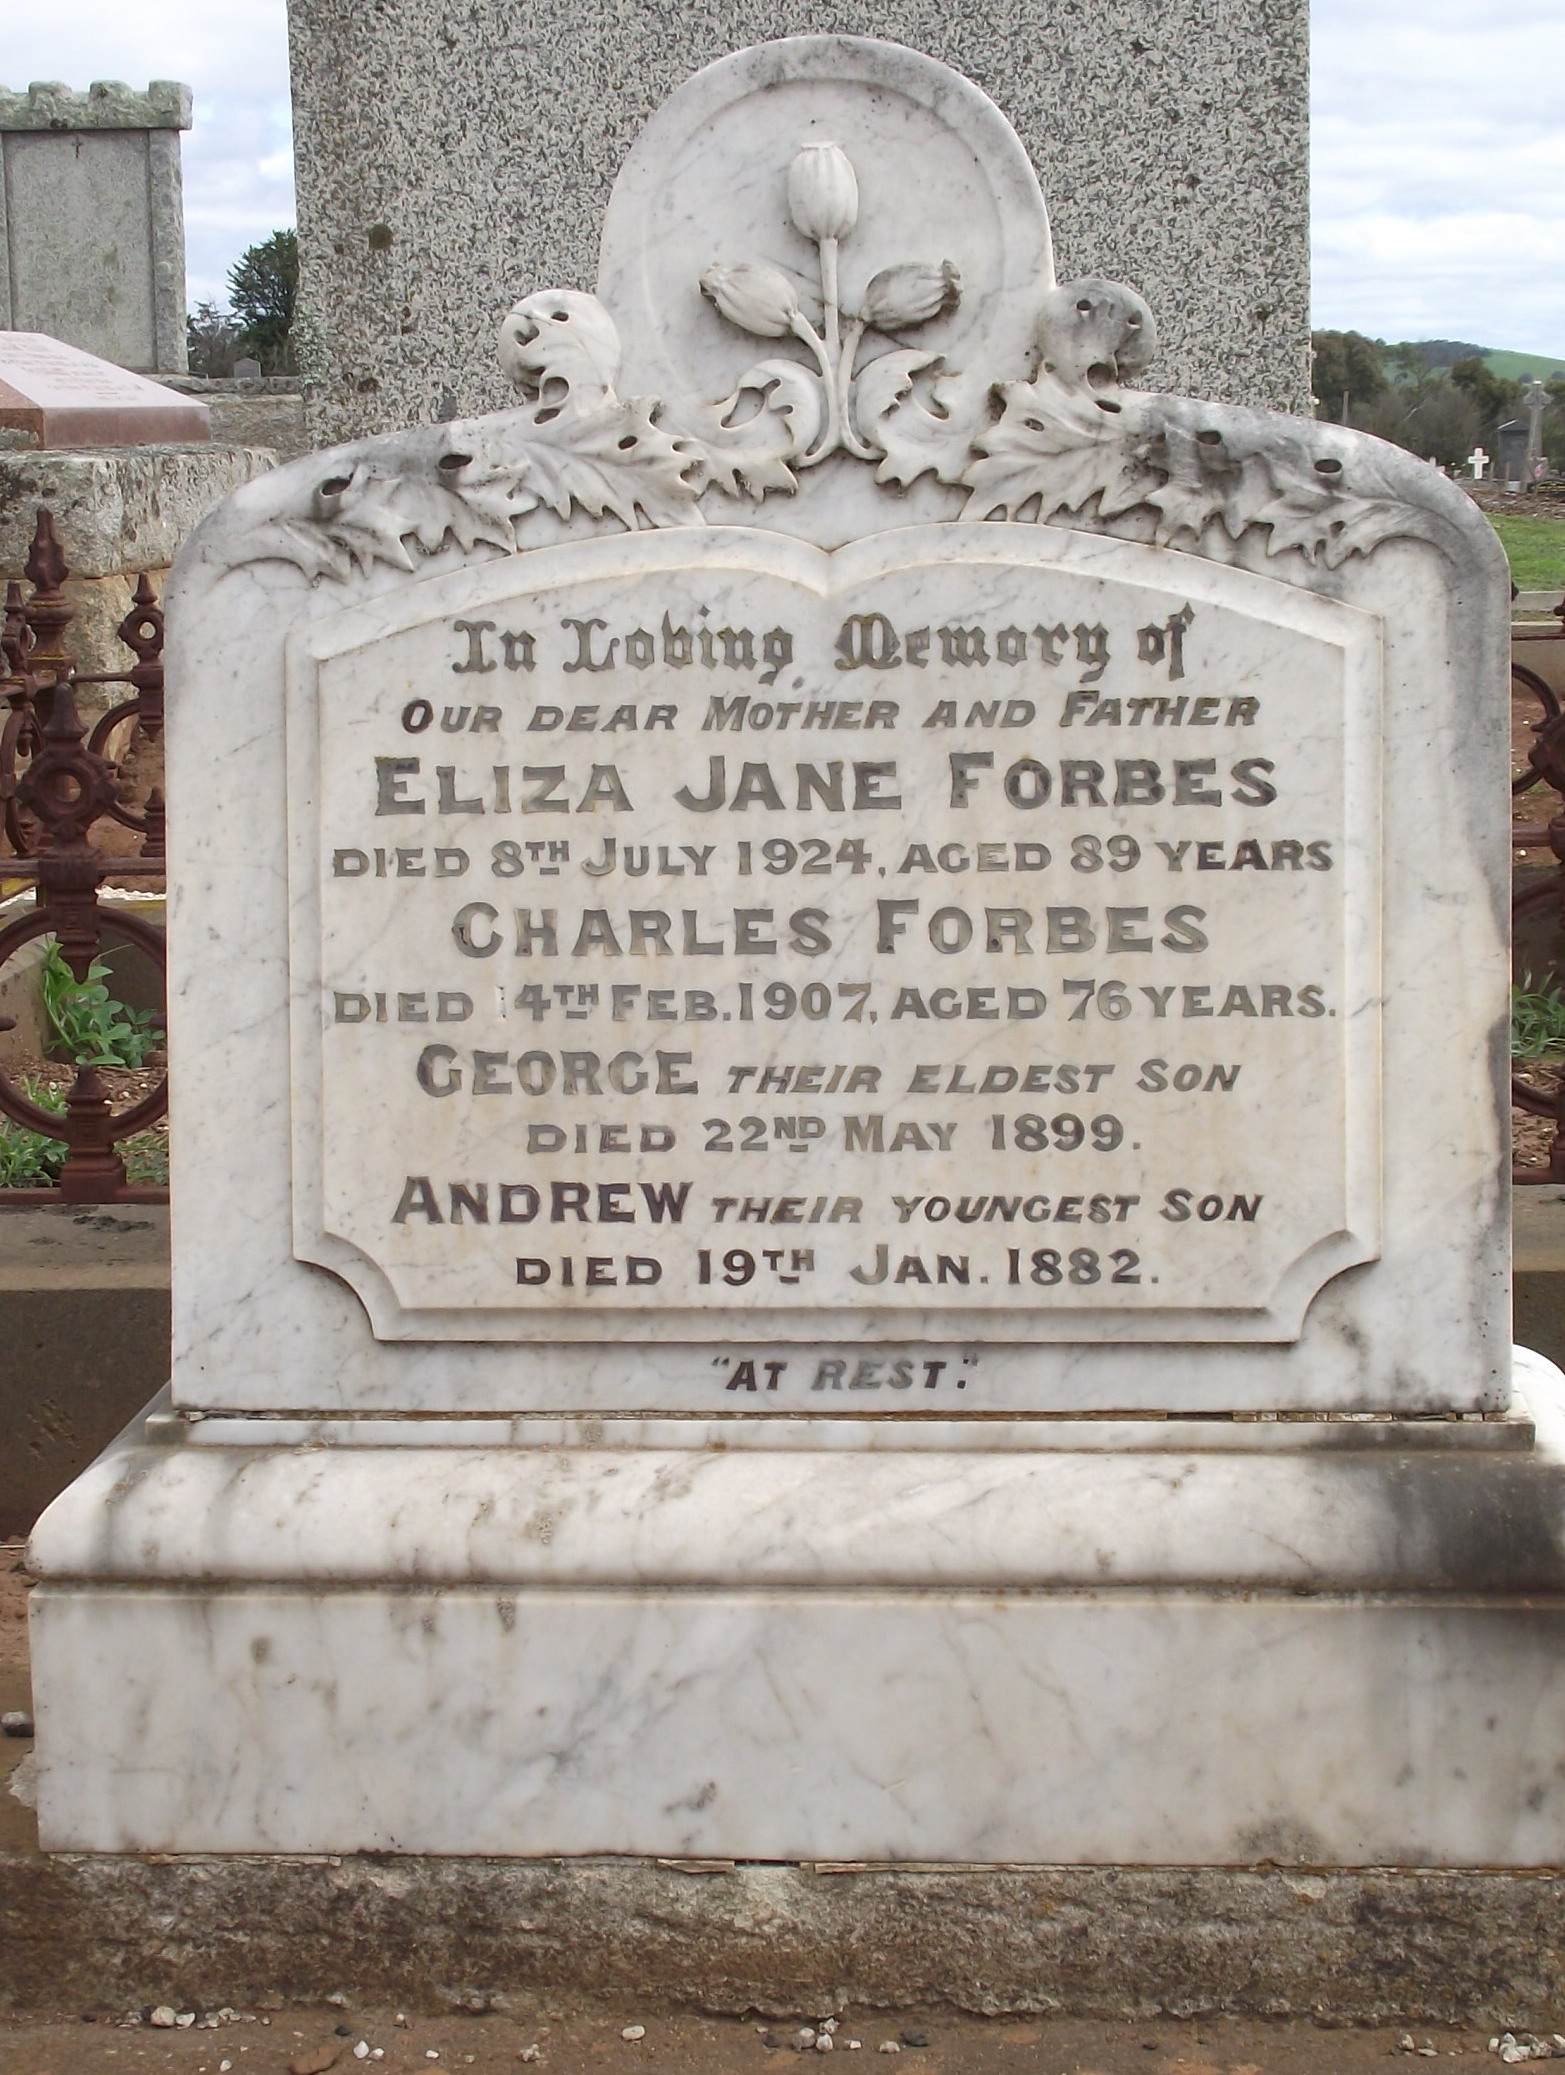 In Loving Memory of
OUR DEAR MOTHER AND FATHER
ELIZA JANE FORBES
DIED 8TH JULY 1924, AGED 89 YEARS
CHARLES FORBES
DIED 14TH FEB. 1907, AGED 76 YEARS.
GEORGE THEIR ELDEST SON
DIED 22ND MAY 1899.
ANDREW THEIR YOUNGEST SON
DIED 19TH JAN. 1882.
"AT REST."